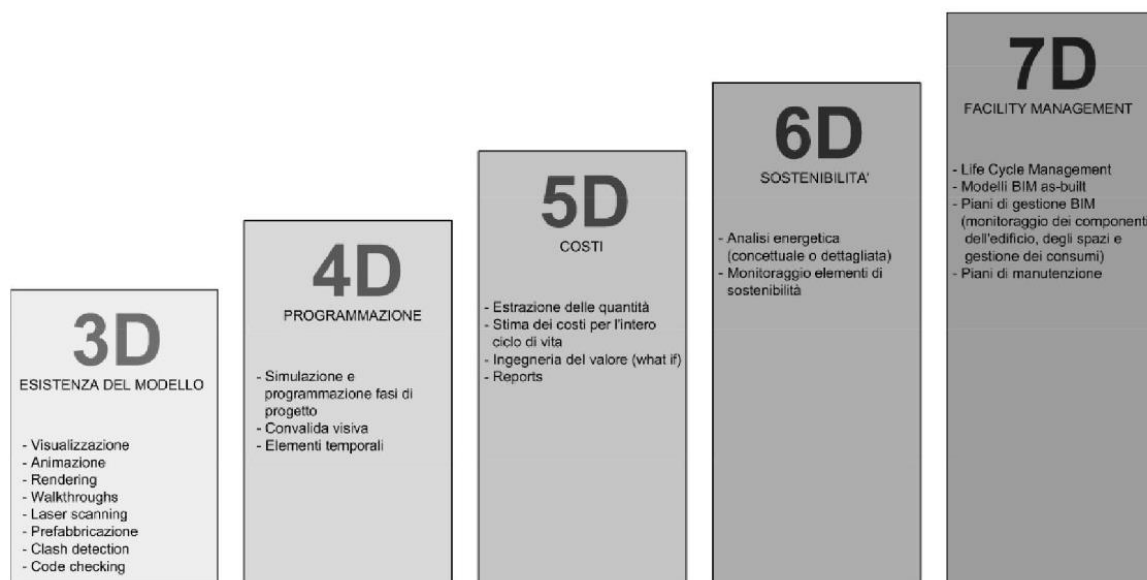 3D
ESISTENZA DEL MODELLO
- Visualizzazione
- Animazione
- Rendering
- Walkthroughs
- Laser scanning
- Prefabbricazione
- Clash detection
- Code checking
4D
PROGRAMMAZIONE
- Simulazione e
programmazione fasi di
progetto
- Convalida visiva
- Elementi temporali
5D
COSTI
- Estrazione delle quantità
- Stima dei costi per l'intero
ciclo di vita
- Ingegneria del valore (what if)
- Reports
6D
SOSTENIBILITA'
- Analisi energetica
(concettuale o dettagliata)
- Monitoraggio elementi di
sostenibilità
7D
FACILITY MANAGEMENT
- Life Cycle Management
- Modelli BIM as-built
- Piani di gestione BIM
(monitoraggio dei componenti
dell'edificio, degli spazi e
gestione dei consumi)
- Piani di manutenzione